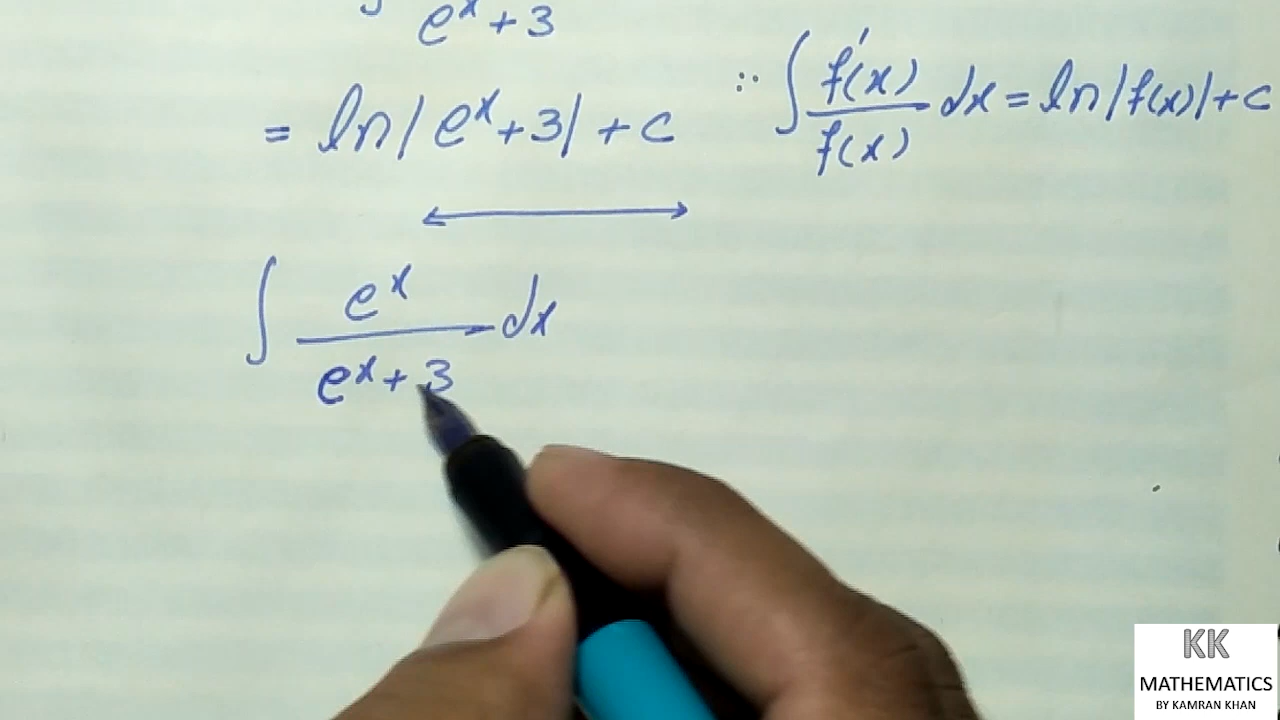 e^x + 3
= ln|e^x + 3| + c
∵ ∫ f'(x)/f(x) dx = ln|f(x)| + c
∫ e^x/(e^x + 3) dx
KK
MATHEMATICS
BY KAMRAN KHAN